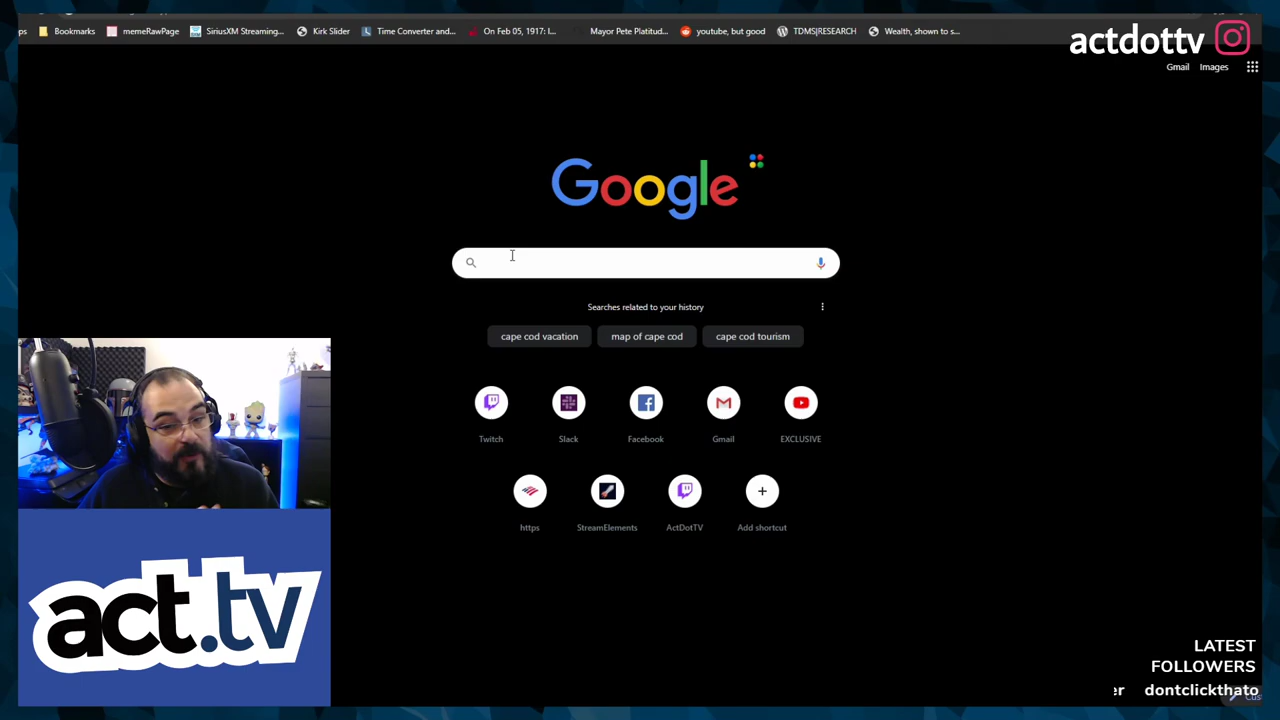 ps Bookmarks memeRawPage SiriusXM Streaming... Kirk Slider Time Converter and... On Feb 05, 1917: I... Mayor Pete Platitud... youtube, but good TDMS|RESEARCH Wealth, shown to s...
actdottv
Gmail Images
Google
Searches related to your history
cape cod vacation map of cape cod cape cod tourism
Twitch Slack Facebook Gmail EXCLUSIVE
https StreamElements ActDotTV Add shortcut
act.tv
LATEST
FOLLOWERS
er dontclickthato
Cus